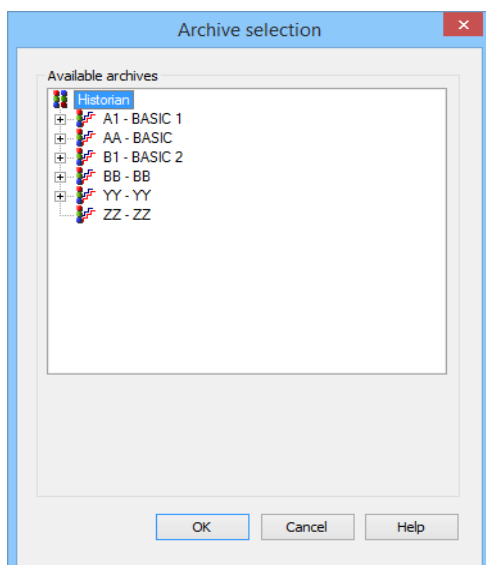 Archive selection
Available archives
Historian
A1 - BASIC 1
AA - BASIC
B1 - BASIC 2
BB - BB
YY - YY
ZZ - ZZ
OK Cancel Help